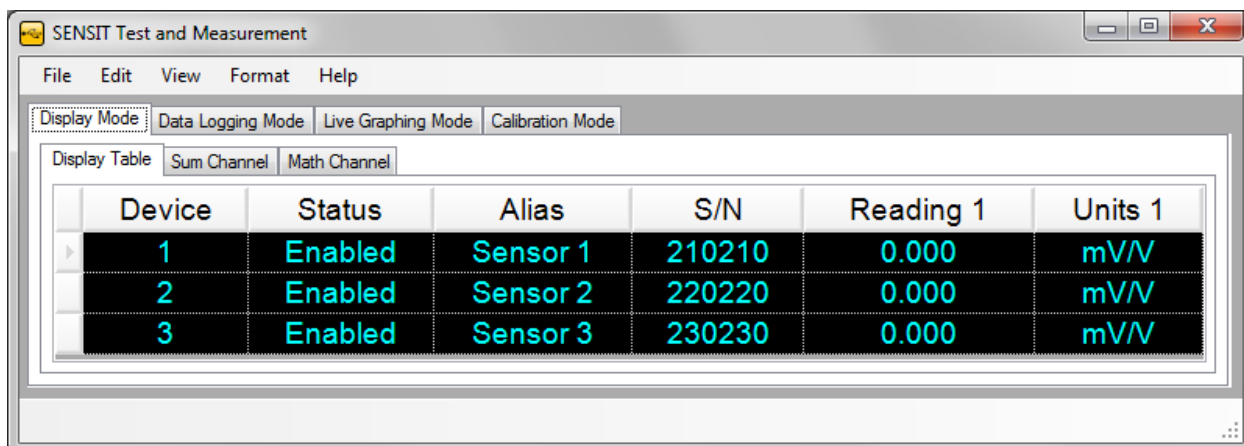 SENSIT Test and Measurement
File Edit View Format Help
Display Mode Data Logging Mode Live Graphing Mode Calibration Mode
Display Table Sum Channel Math Channel
Device Status Alias S/N Reading 1 Units 1
1 Enabled Sensor 1 210210 0.000 mV/V
2 Enabled Sensor 2 220220 0.000 mV/V
3 Enabled Sensor 3 230230 0.000 mV/V